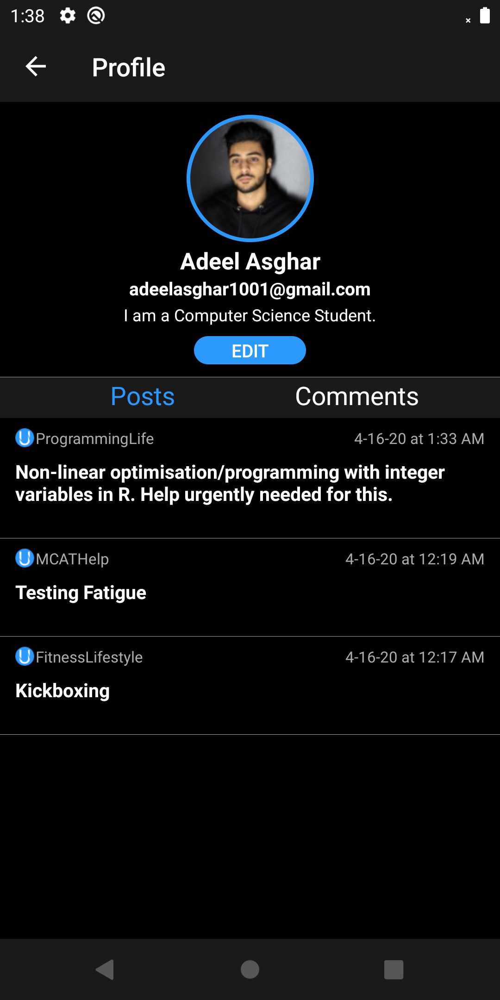 1:38
Profile
Adeel Asghar
adeelasghar1001@gmail.com
I am a Computer Science Student.
EDIT
Posts Comments
ProgrammingLife 4-16-20 at 1:33 AM
Non-linear optimisation/programming with integer
variables in R. Help urgently needed for this.
MCATHelp 4-16-20 at 12:19 AM
Testing Fatigue
FitnessLifestyle 4-16-20 at 12:17 AM
Kickboxing